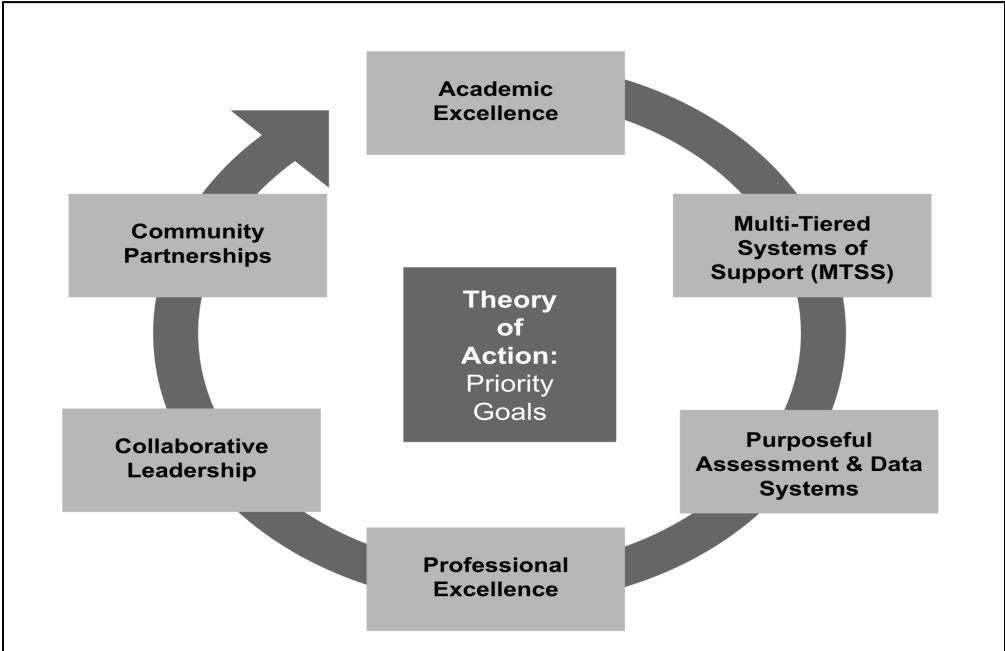 Academic
Excellence
Multi-Tiered
Systems of
Support (MTSS)
Purposeful
Assessment & Data
Systems
Professional
Excellence
Collaborative
Leadership
Community
Partnerships
Theory
of
Action:
Priority
Goals